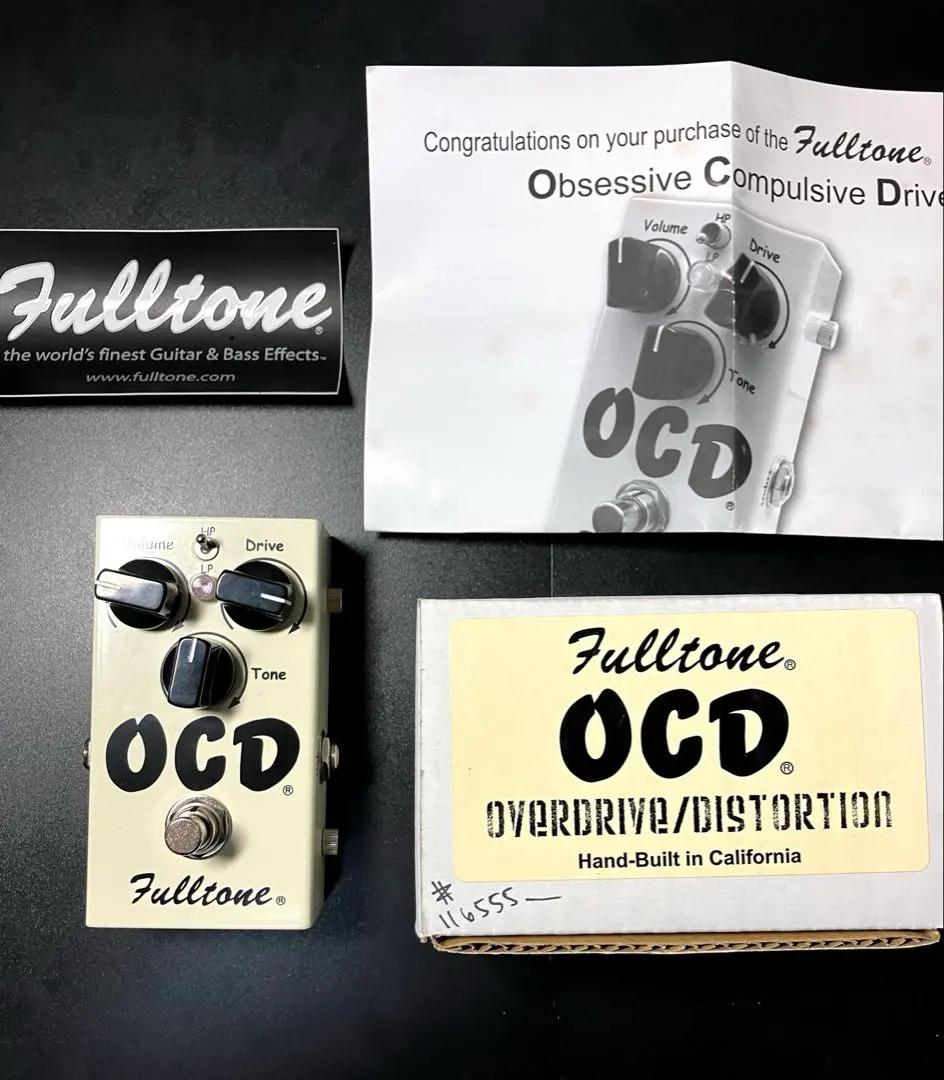 Congratulations on your purchase of the Fulltone®
Obsessive Compulsive Drive
Volume
HP
LP
Drive
Tone
OCD®
Fulltone®
the world's finest Guitar & Bass Effects™
www.fulltone.com
Volume
HP
LP
Drive
Tone
OCD®
Fulltone®
Fulltone®
OCD®
OVERDRIVE/DISTORTION
Hand-Built in California
#
116555